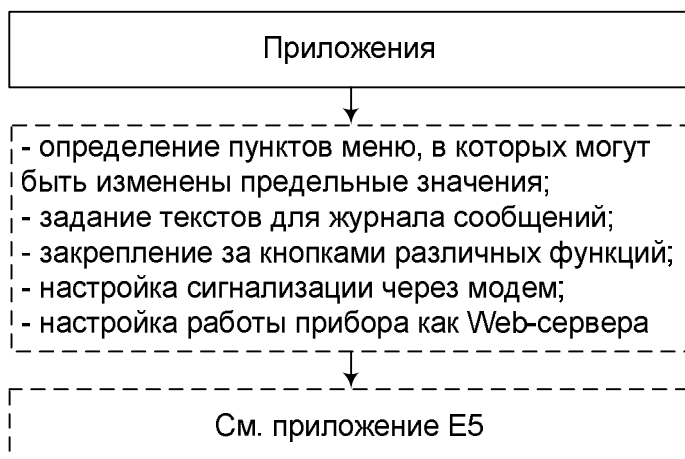 Приложения
- определение пунктов меню, в которых могут
быть изменены предельные значения;
- задание текстов для журнала сообщений;
- закрепление за кнопками различных функций;
- настройка сигнализации через модем;
- настройка работы прибора как Web-сервера
См. приложение Е5